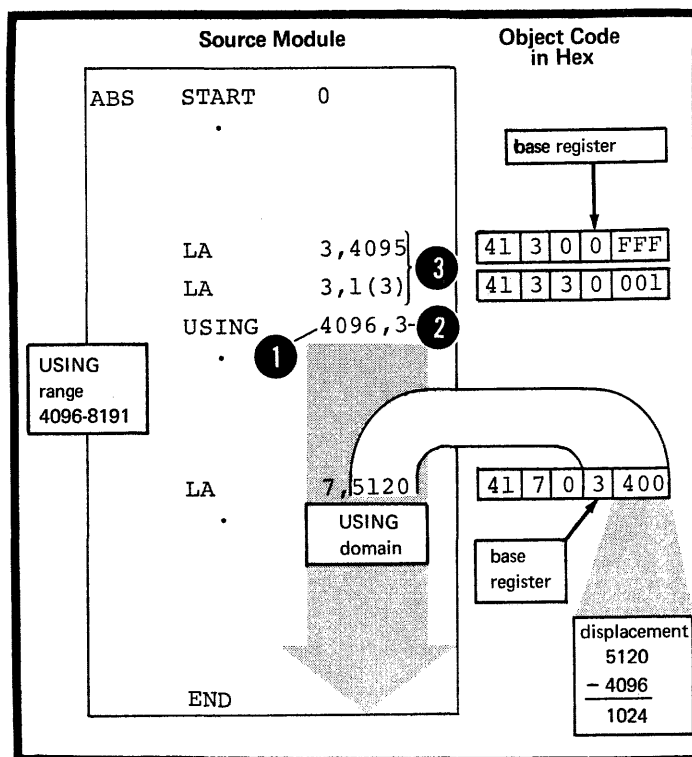 Source Module
Object Code
in Hex
ABS START 0
.
base register
LA 3,4095
41 3 0 0 FFF
3
LA 3,1(3)
41 3 3 0 001
USING 4096,3
2
1
.
USING
range
4096-8191
LA 7,5120
41 7 0 3 400
.
USING
domain
base
register
displacement
5120
- 4096
1024
END